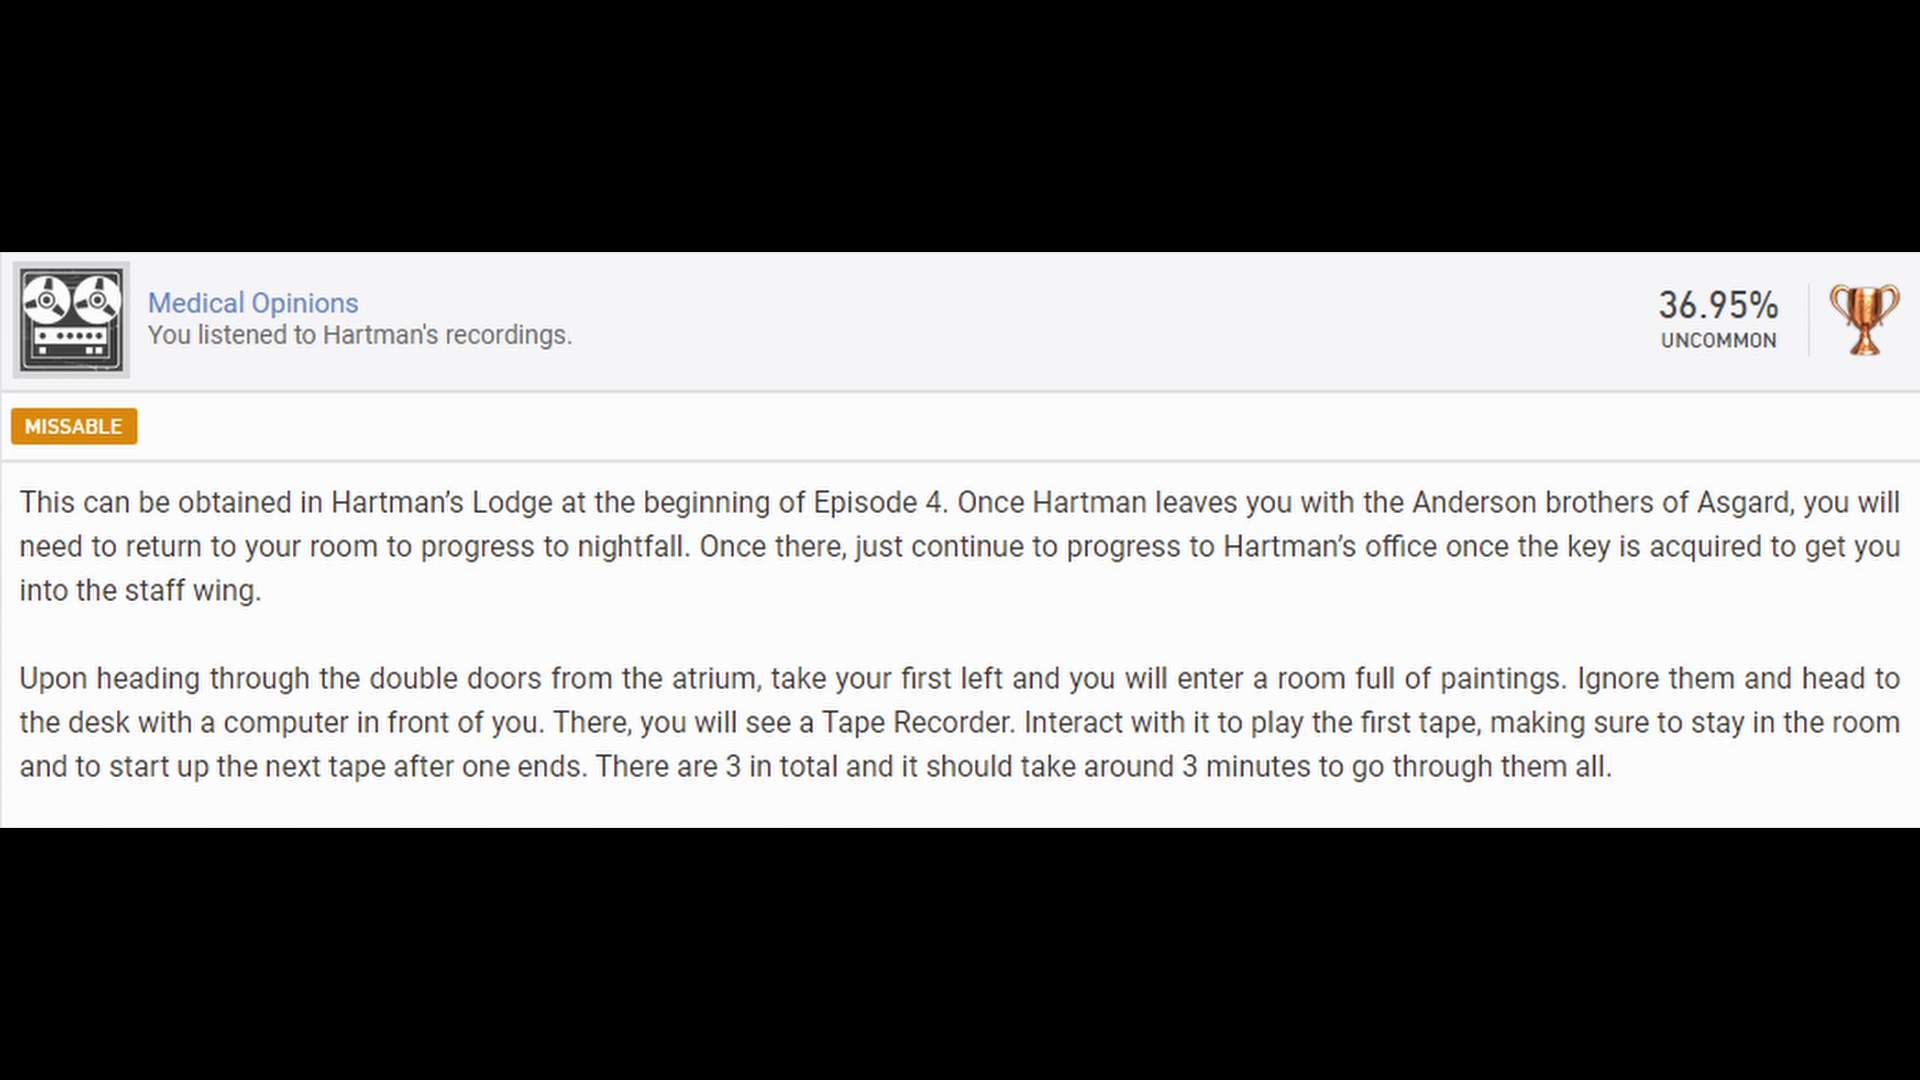 Medical Opinions
You listened to Hartman's recordings.
36.95%
UNCOMMON
MISSABLE
This can be obtained in Hartman’s Lodge at the beginning of Episode 4. Once Hartman leaves you with the Anderson brothers of Asgard, you will
need to return to your room to progress to nightfall. Once there, just continue to progress to Hartman’s office once the key is acquired to get you
into the staff wing.
Upon heading through the double doors from the atrium, take your first left and you will enter a room full of paintings. Ignore them and head to
the desk with a computer in front of you. There, you will see a Tape Recorder. Interact with it to play the first tape, making sure to stay in the room
and to start up the next tape after one ends. There are 3 in total and it should take around 3 minutes to go through them all.